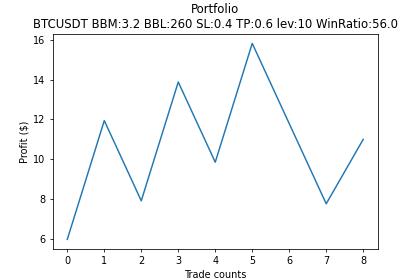 Portfolio
BTCUSDT BBM:3.2 BBL:260 SL:0.4 TP:0.6 lev:10 WinRatio:56.0
16
14
12
10
8
6
Profit ($)
0 1 2 3 4 5 6 7 8
Trade counts